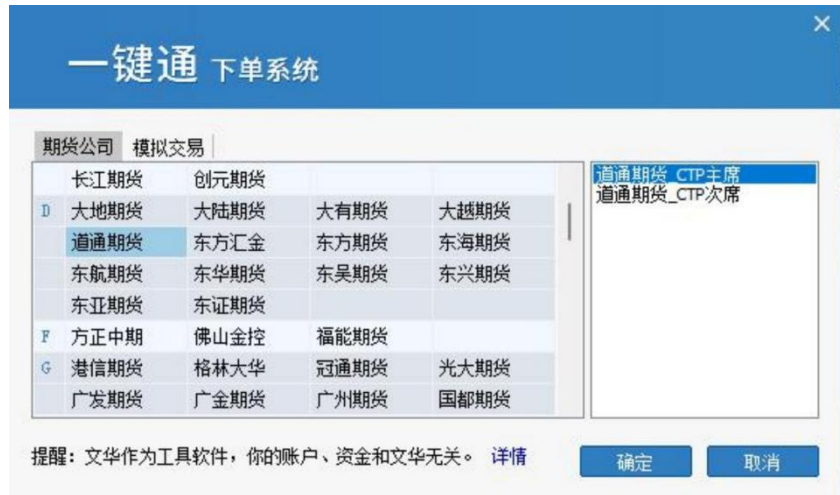 一键通 下单系统
期货公司 模拟交易
长江期货 创元期货
D 大地期货 大陆期货 大有期货 大越期货
道通期货 东方汇金 东方期货 东海期货
东航期货 东华期货 东吴期货 东兴期货
东亚期货 东证期货
F 方正中期 佛山金控 福能期货
G 港信期货 格林大华 冠通期货 光大期货
广发期货 广金期货 广州期货 国都期货
道通期货_CTP主席
道通期货_CTP次席
提醒：文华作为工具软件，你的账户、资金和文华无关。 详情
确定 取消